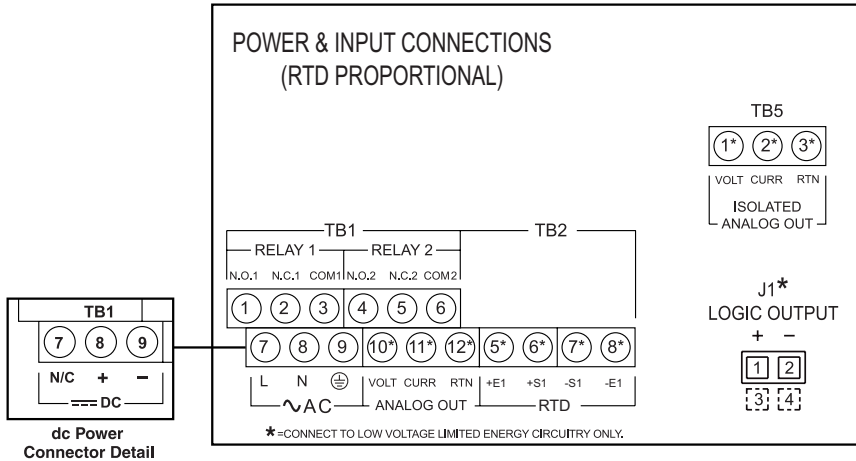 POWER & INPUT CONNECTIONS
(RTD PROPORTIONAL)
TB5
1* 2* 3*
VOLT CURR RTN
ISOLATED
ANALOG OUT
TB1 TB2
RELAY 1 RELAY 2
N.O.1 N.C.1 COM1 N.O.2 N.C.2 COM2
1 2 3 4 5 6
7 8 9 10* 11* 12* 5* 6* 7* 8*
L N VOLT CURR RTN +E1 +S1 -S1 -E1
AC ANALOG OUT RTD
*=CONNECT TO LOW VOLTAGE LIMITED ENERGY CIRCUITRY ONLY.
J1*
LOGIC OUTPUT
+ −
1 2
3 4
TB1
7 8 9
N/C + −
DC
dc Power
Connector Detail